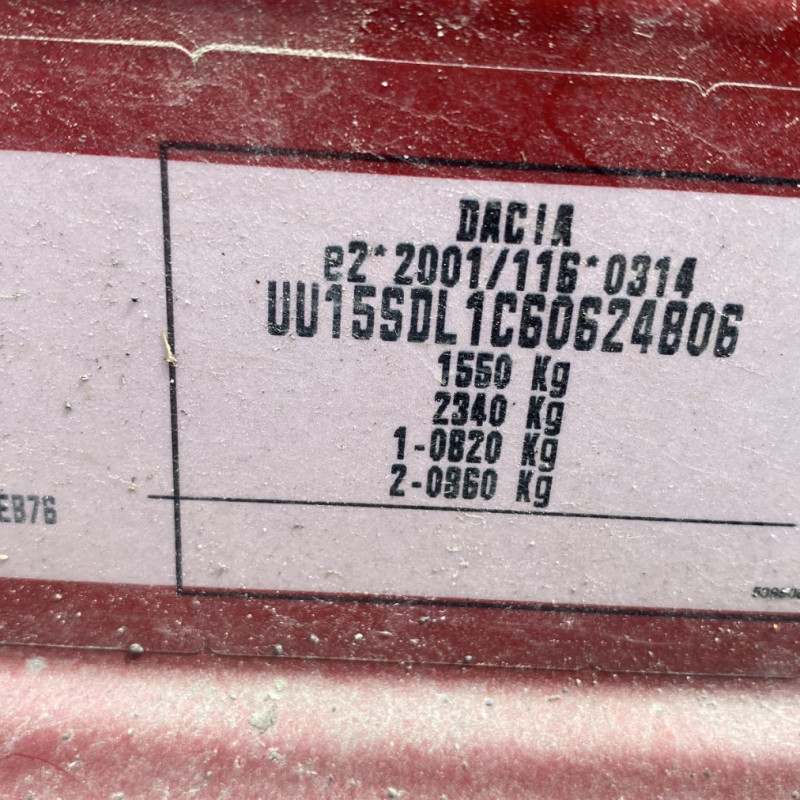 DACIA
e2*2001/116*0314
UU15SDL1C60624806
1550 Kg
2340 Kg
1-0820 Kg
2-0960 Kg
EB76